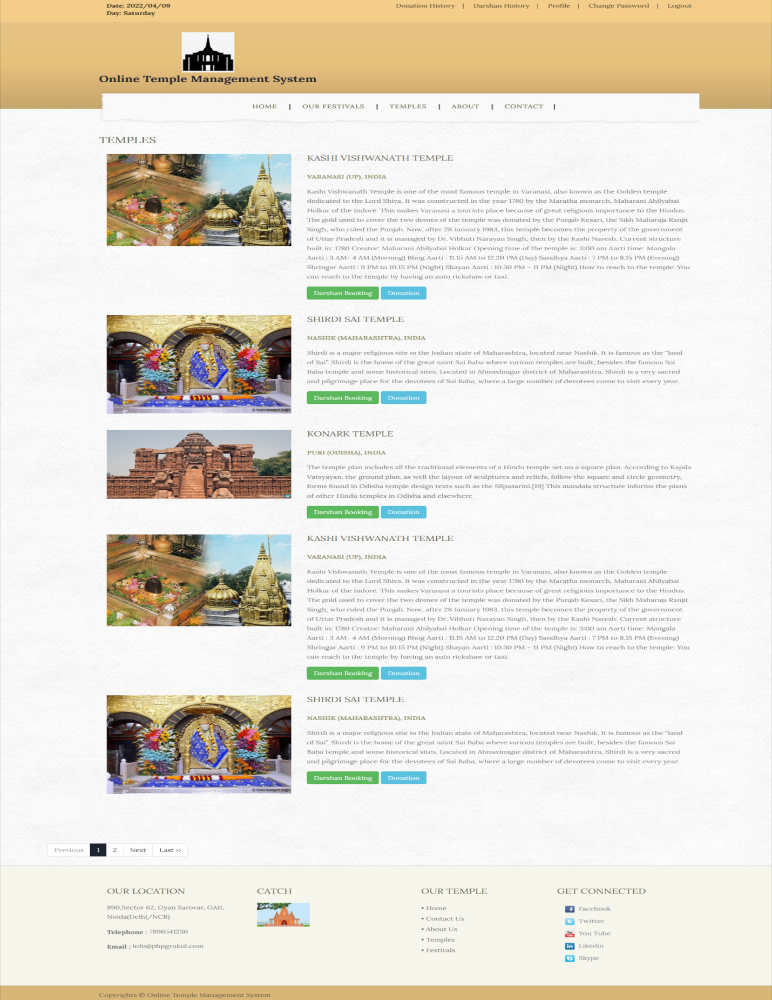 Date: 2022/04/09
Day: Saturday
Donation History | Darshan History | Profile | Change Password | Logout
Online Temple Management System
HOME | OUR FESTIVALS | TEMPLES | ABOUT | CONTACT |
TEMPLES
KASHI VISHWANATH TEMPLE
VARANASI (UP), INDIA
Kashi Vishwanath Temple is one of the most famous temple in Varanasi, also known as the Golden temple
dedicated to the Lord Shiva. It was constructed in the year 1780 by the Maratha monarch, Maharani Ahilyabai
Holkar of the Indore. This makes Varanasi a tourists place because of great religious importance to the Hindus.
The gold used to cover the two domes of the temple was donated by the Punjab Kesari, the Sikh Maharaja Ranjit
Singh, who ruled the Punjab. Now, after 28 January 1983, this temple becomes the property of the government
of Uttar Pradesh and it is managed by Dr. Vibhuti Narayan Singh, then by the Kashi Naresh. Current structure
built in: 1780 Creator: Maharani Ahilyabai Holkar Opening time of the temple is: 3:00 am Aarti time: Mangala
Aarti : 3 AM- 4 AM (Morning) Bhog Aarti : 11.15 AM to 12.20 PM (Day) Sandhya Aarti : 7 PM to 8.15 PM (Evening)
Shringar Aarti : 9 PM to 10.15 PM (Night) Shayan Aarti : 10.30 PM – 11 PM (Night) How to reach to the temple: You
can reach to the temple by having an auto rickshaw or taxi.
Darshan Booking Donation
SHIRDI SAI TEMPLE
NASHIK (MAHARASHTRA), INDIA
Shirdi is a major religious site in the Indian state of Maharashtra, located near Nashik. It is famous as the “land
of Sai”. Shirdi is the home of the great saint Sai Baba where various temples are built, besides the famous Sai
Baba temple and some historical sites. Located in Ahmednagar district of Maharashtra, Shirdi is a very sacred
and pilgrimage place for the devotees of Sai Baba, where a large number of devotees come to visit every year.
Darshan Booking Donation
KONARK TEMPLE
PURI (ODISHA), INDIA
The temple plan includes all the traditional elements of a Hindu temple set on a square plan. According to Kapila
Vatsyayan, the ground plan, as well the layout of sculptures and reliefs, follow the square and circle geometry,
forms found in Odisha temple design texts such as the Silpasarini.[19] This mandala structure informs the plans
of other Hindu temples in Odisha and elsewhere
Darshan Booking Donation
KASHI VISHWANATH TEMPLE
VARANASI (UP), INDIA
Kashi Vishwanath Temple is one of the most famous temple in Varanasi, also known as the Golden temple
dedicated to the Lord Shiva. It was constructed in the year 1780 by the Maratha monarch, Maharani Ahilyabai
Holkar of the Indore. This makes Varanasi a tourists place because of great religious importance to the Hindus.
The gold used to cover the two domes of the temple was donated by the Punjab Kesari, the Sikh Maharaja Ranjit
Singh, who ruled the Punjab. Now, after 28 January 1983, this temple becomes the property of the government
of Uttar Pradesh and it is managed by Dr. Vibhuti Narayan Singh, then by the Kashi Naresh. Current structure
built in: 1780 Creator: Maharani Ahilyabai Holkar Opening time of the temple is: 3:00 am Aarti time: Mangala
Aarti : 3 AM- 4 AM (Morning) Bhog Aarti : 11.15 AM to 12.20 PM (Day) Sandhya Aarti : 7 PM to 8.15 PM (Evening)
Shringar Aarti : 9 PM to 10.15 PM (Night) Shayan Aarti : 10.30 PM – 11 PM (Night) How to reach to the temple: You
can reach to the temple by having an auto rickshaw or taxi.
Darshan Booking Donation
SHIRDI SAI TEMPLE
NASHIK (MAHARASHTRA), INDIA
Shirdi is a major religious site in the Indian state of Maharashtra, located near Nashik. It is famous as the “land
of Sai”. Shirdi is the home of the great saint Sai Baba where various temples are built, besides the famous Sai
Baba temple and some historical sites. Located in Ahmednagar district of Maharashtra, Shirdi is a very sacred
and pilgrimage place for the devotees of Sai Baba, where a large number of devotees come to visit every year.
Darshan Booking Donation
Previous 1 2 Next Last >>
OUR LOCATION
890,Sector 62, Gyan Sarovar, GAIL
Noida(Delhi/NCR)
Telephone : 7896541236
Email : info@phpgrukul.com
CATCH
OUR TEMPLE
• Home
• Contact Us
• About Us
• Temples
• Festivals
GET CONNECTED
Facebook
Twitter
You Tube
Likedin
Skype
Copyrights © Online Temple Management System